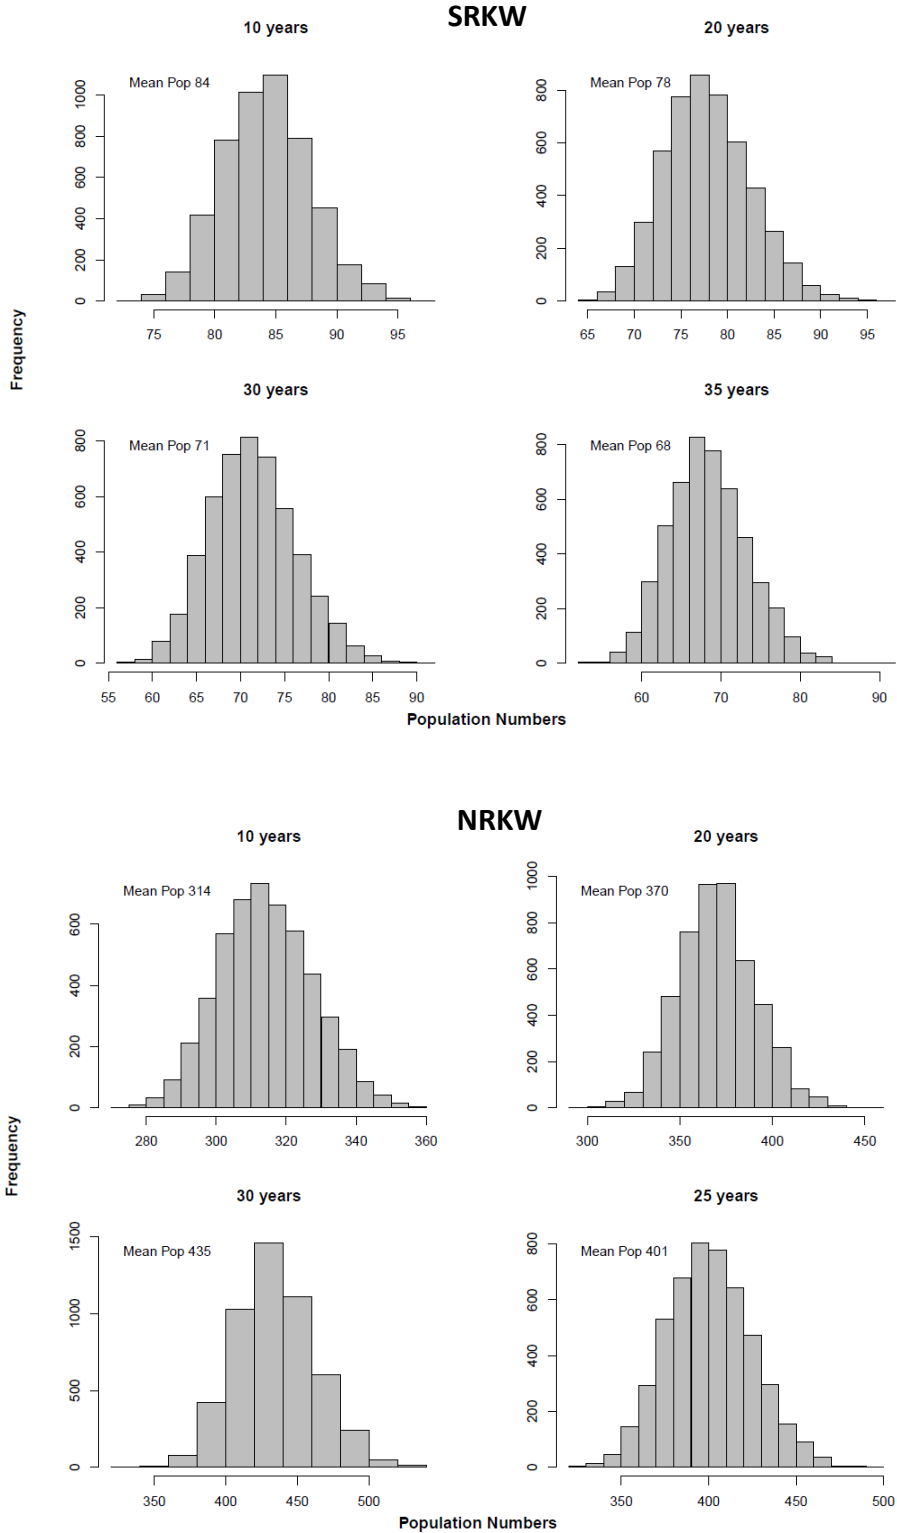 SRKW
10 years
Mean Pop 84
0 200 400 600 800 1000
75 80 85 90 95
20 years
Mean Pop 78
0 200 400 600 800
65 70 75 80 85 90 95
Frequency
30 years
Mean Pop 71
0 200 400 600 800
55 60 65 70 75 80 85 90
35 years
Mean Pop 68
0 200 400 600 800
60 70 80 90
Population Numbers
NRKW
10 years
Mean Pop 314
0 200 400 600
280 300 320 340 360
20 years
Mean Pop 370
0 200 400 600 800 1000
300 350 400 450
Frequency
30 years
Mean Pop 435
0 500 1000 1500
350 400 450 500
25 years
Mean Pop 401
0 200 400 600 800
350 400 450 500
Population Numbers